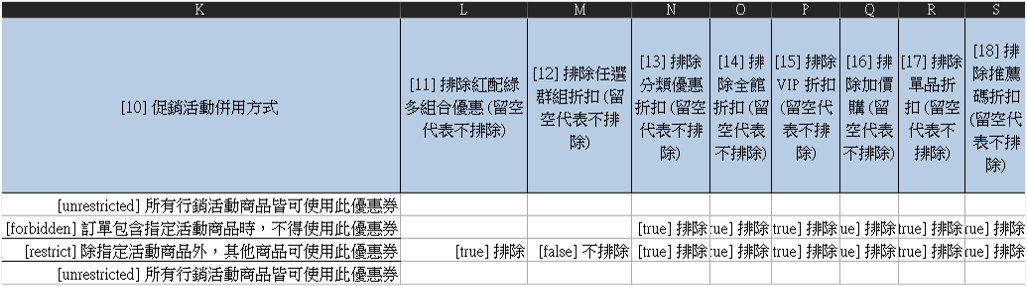 K L M N O P Q R S
[10] 促銷活動併用方式
[11] 排除紅配綠
多組合優惠 (留空
代表不排除)
[12] 排除任選
群組折扣 (留
空代表不排
除)
[13] 排除
分類優惠
折扣 (留空
代表不排
除)
[14] 排
除全館
折扣 (留
空代表
不排除)
[15] 排除
VIP 折扣
(留空代
表不排
除)
[16] 排
除加價
購 (留
空代表
不排除)
[17] 排除
單品折
扣 (留空
代表不
排除)
[18] 排
除推薦
碼折扣
(留空代
表不排
除)
[unrestricted] 所有行銷活動商品皆可使用此優惠券
[forbidden] 訂單包含指定活動商品時，不得使用此優惠券 [true] 排除 rue] 排除 true] 排除 ue] 排除 true] 排除 rue] 排除
[restrict] 除指定活動商品外，其他商品可使用此優惠券 [true] 排除 [false] 不排除 [true] 排除 rue] 排除 true] 排除 ue] 排除 true] 排除 rue] 排除
[unrestricted] 所有行銷活動商品皆可使用此優惠券